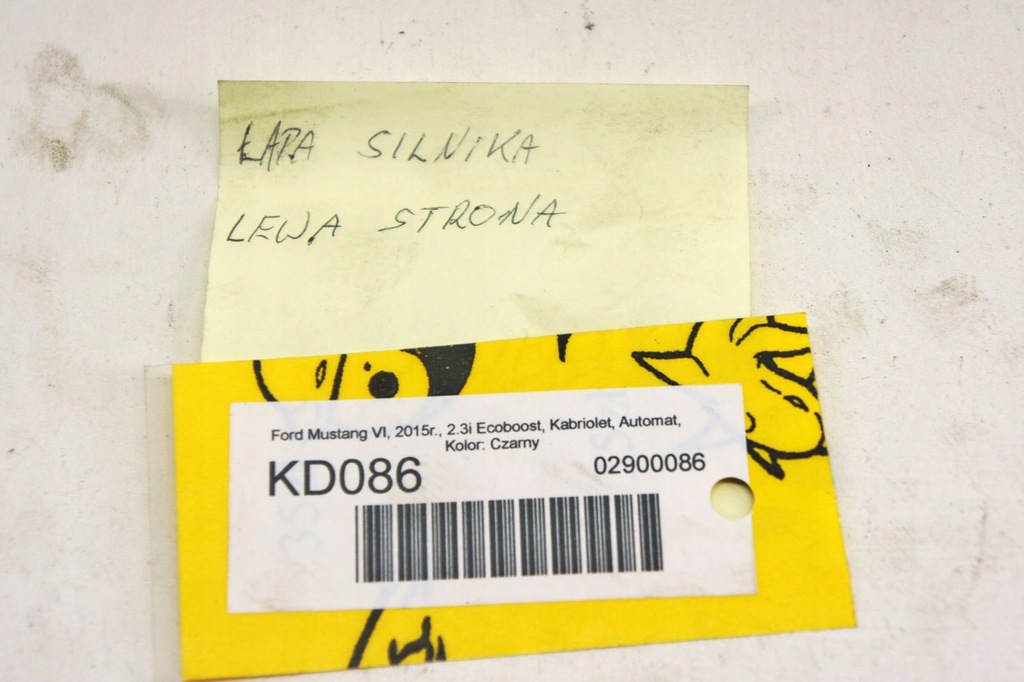 ŁAPA SILNIKA
LEWA STRONA
Ford Mustang VI, 2015r., 2.3i Ecoboost, Kabriolet, Automat,
Kolor: Czarny
KD086
02900086